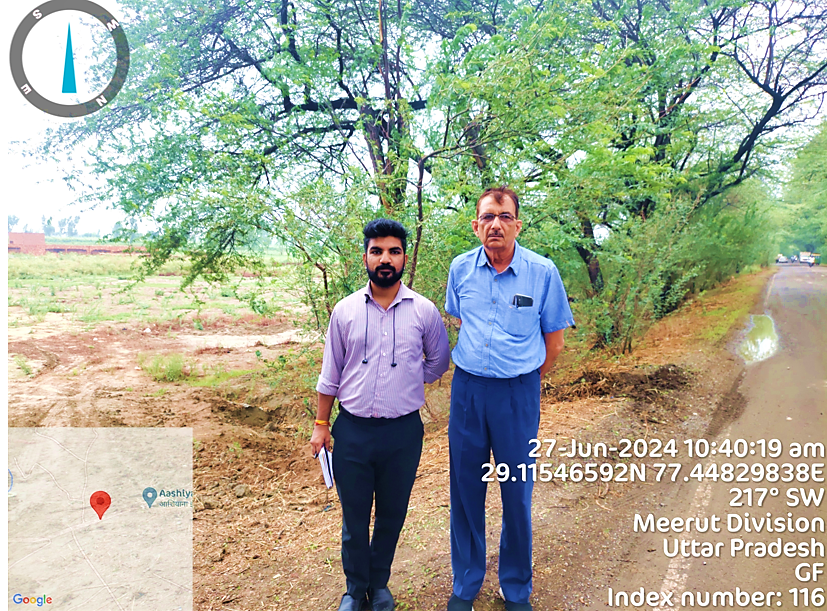 S
W
E
N
27-Jun-2024 10:40:19 am
29.11546592N 77.44829838E
217° SW
Meerut Division
Uttar Pradesh
GF
Index number: 116
Aashiy
Google